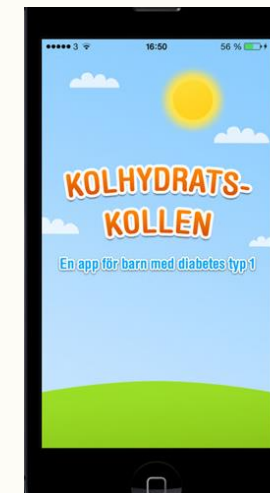 3 16:50 56 %
KOLHYDRATS-
KOLLEN
En app för barn med diabetes typ 1